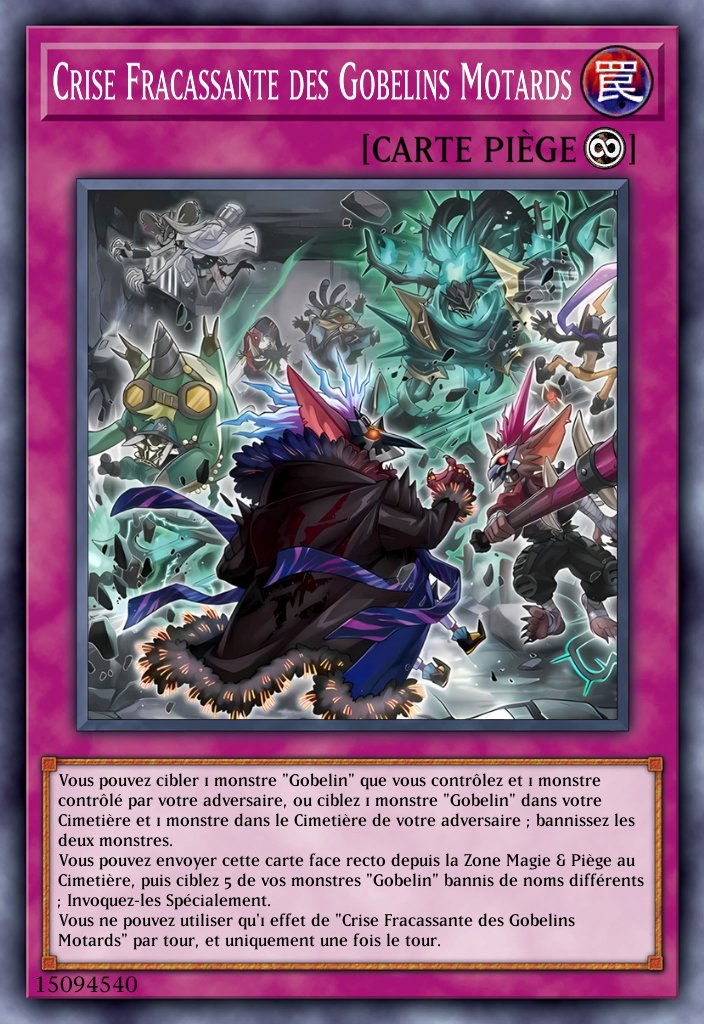 Crise Fracassante des Gobelins Motards
罠
[CARTE PIÈGE ]
Vous pouvez cibler 1 monstre "Gobelin" que vous contrôlez et 1 monstre
contrôlé par votre adversaire, ou ciblez 1 monstre "Gobelin" dans votre
Cimetière et 1 monstre dans le Cimetière de votre adversaire ; bannissez les
deux monstres.
Vous pouvez envoyer cette carte face recto depuis la Zone Magie & Piège au
Cimetière, puis ciblez 5 de vos monstres "Gobelin" bannis de noms différents
; Invoquez-les Spécialement.
Vous ne pouvez utiliser qu'1 effet de "Crise Fracassante des Gobelins
Motards" par tour, et uniquement une fois le tour.
15094540